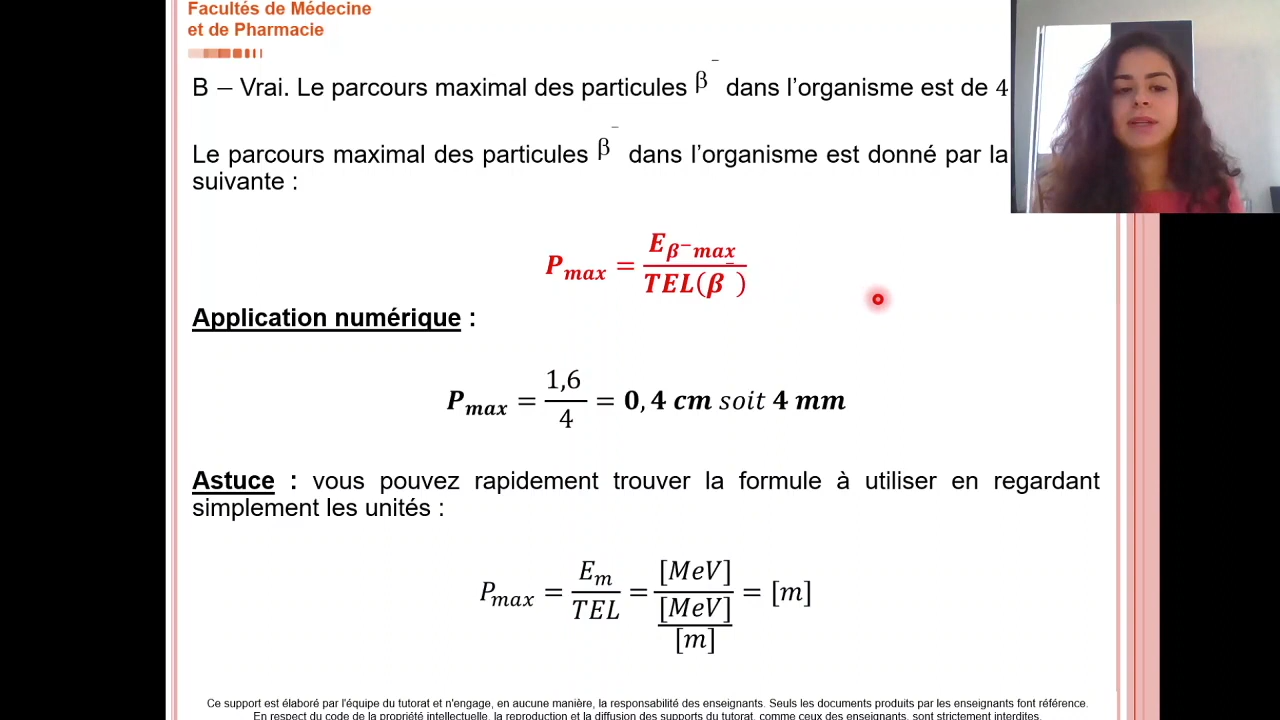 Facultés de Médecine
et de Pharmacie
B – Vrai. Le parcours maximal des particules β⁻ dans l’organisme est de 4
Le parcours maximal des particules β⁻ dans l’organisme est donné par la
suivante :
P_max = E_β⁻max / TEL(β⁻)
Application numérique :
P_max = 1,6 / 4 = 0,4 cm soit 4 mm
Astuce : vous pouvez rapidement trouver la formule à utiliser en regardant
simplement les unités :
P_max = E_m / TEL = [MeV] / ([MeV] / [m]) = [m]
Ce support est élaboré par l'équipe du tutorat et n'engage, en aucune manière, la responsabilité des enseignants. Seuls les documents produits par les enseignants font référence.
En respect du code de la propriété intellectuelle, la reproduction et la diffusion des supports du tutorat, comme ceux des enseignants, sont strictement interdites.